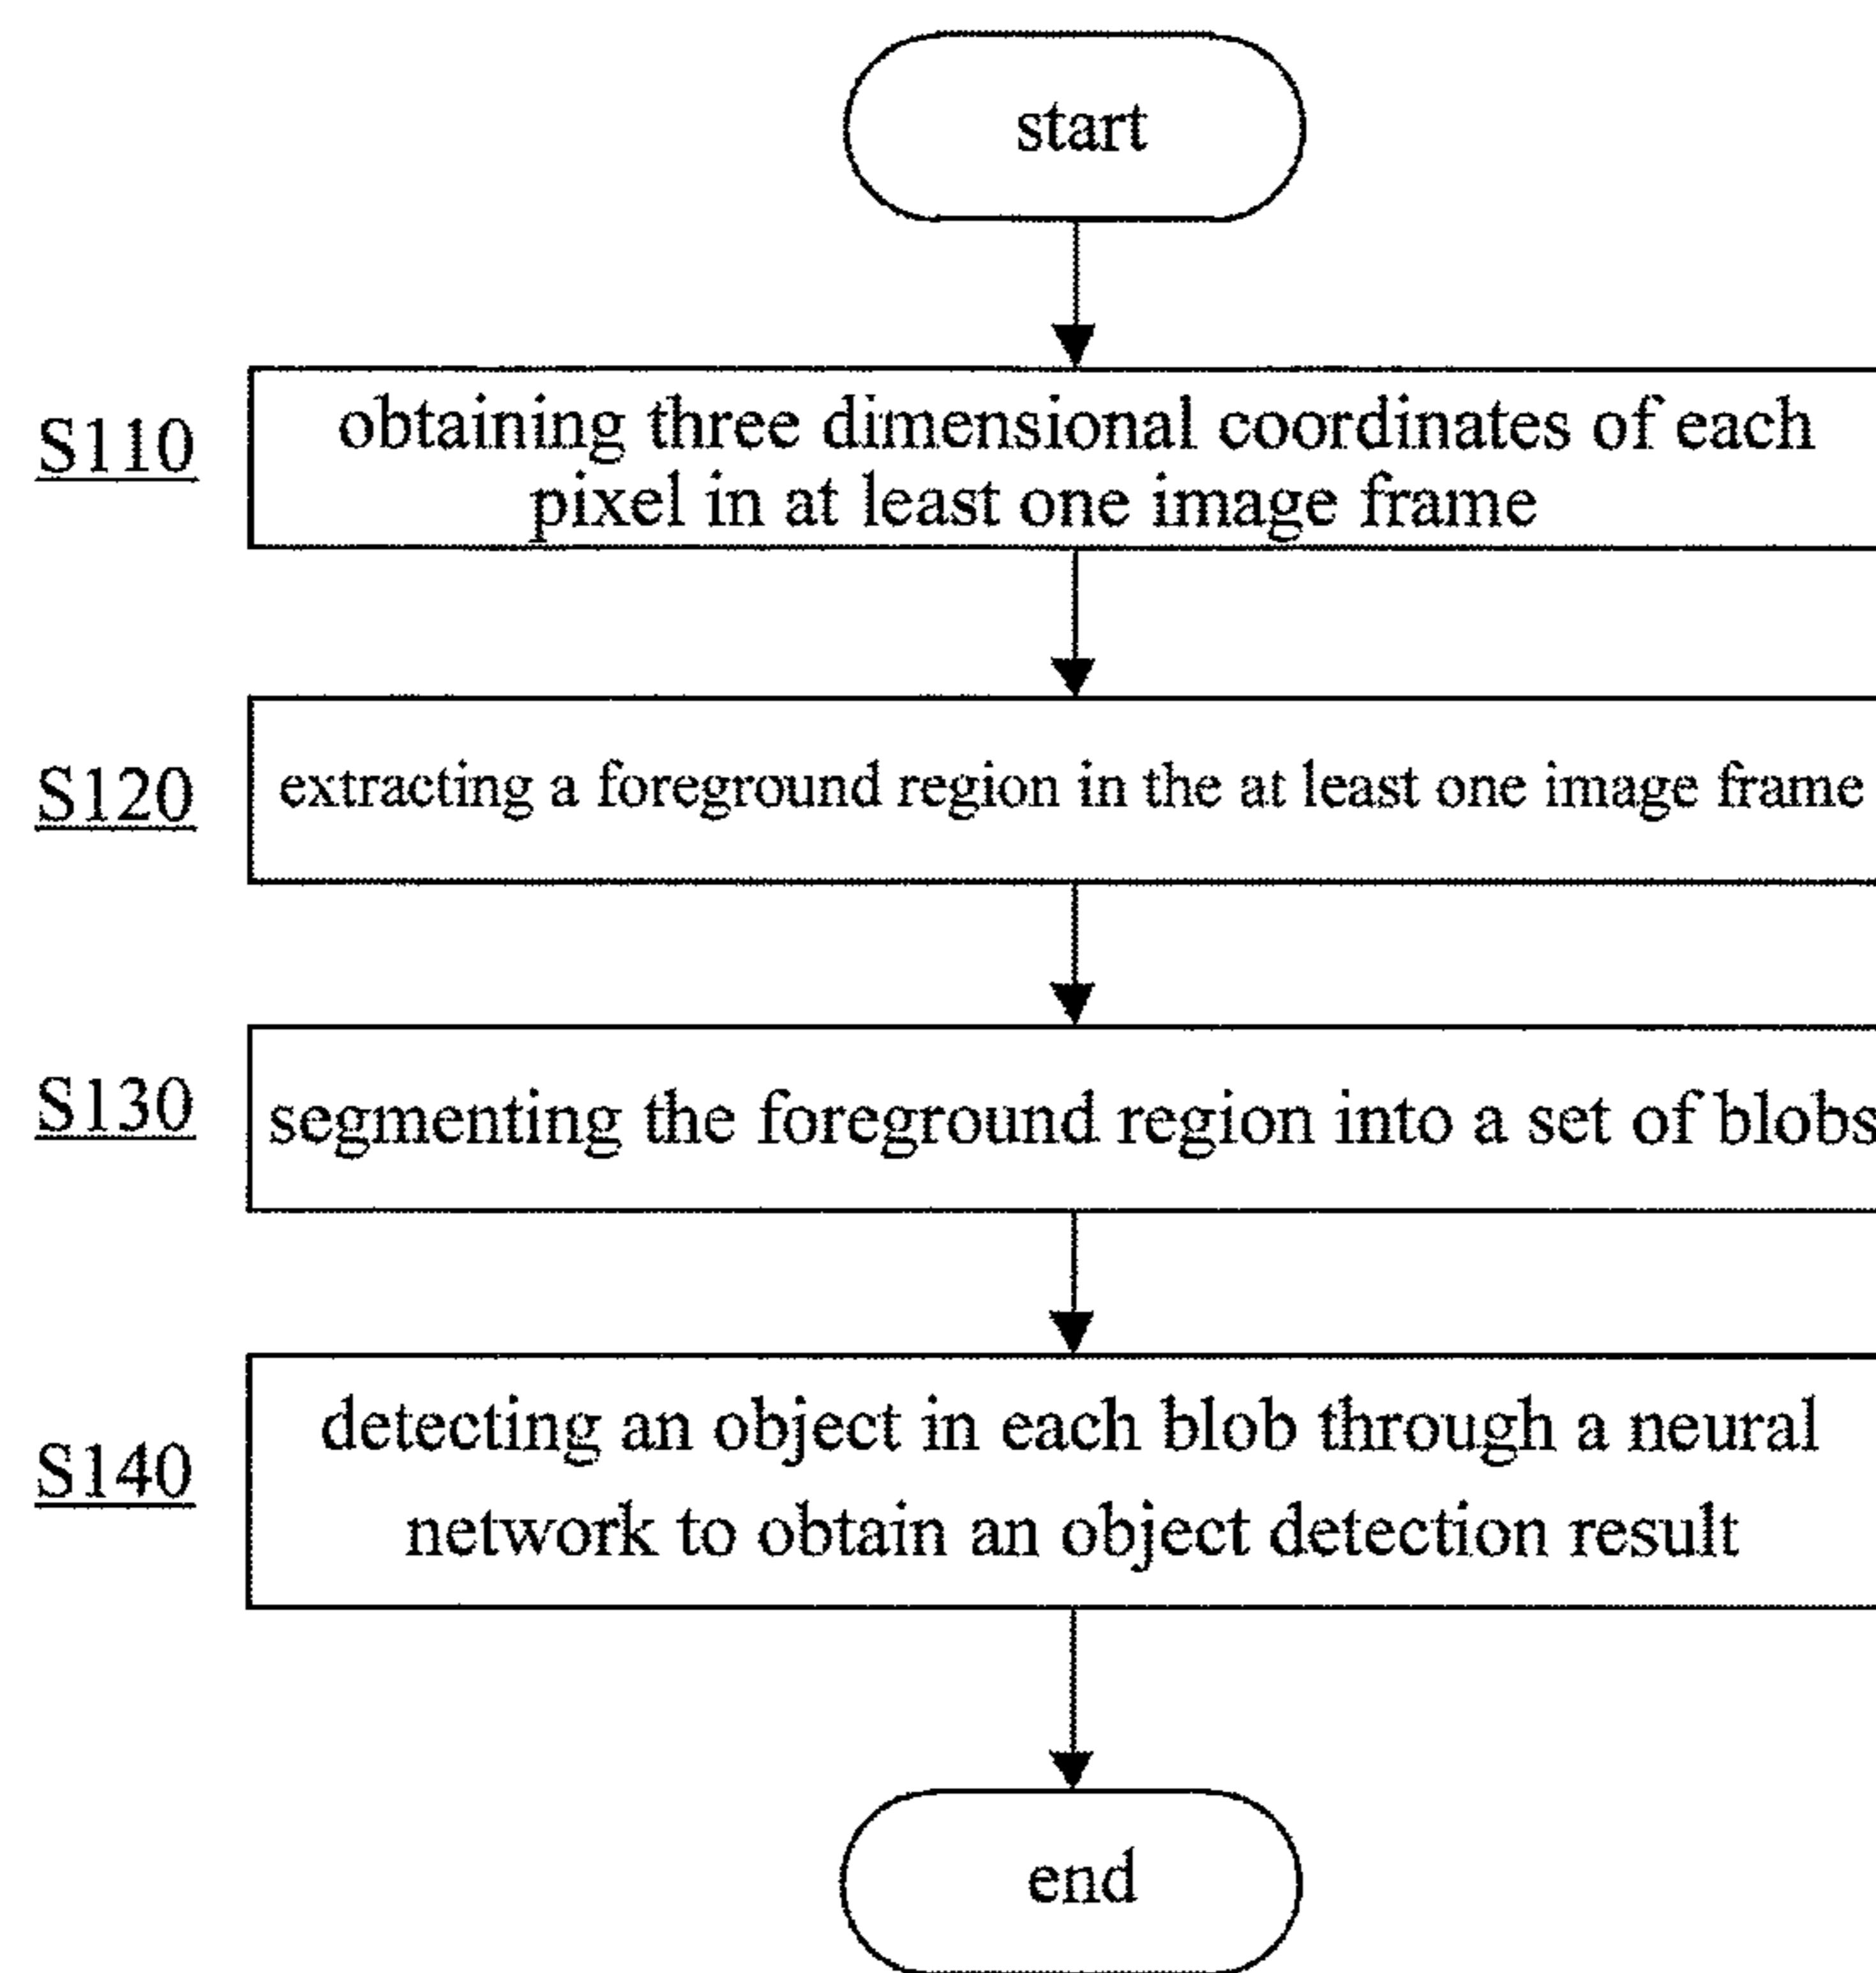 start
S110
obtaining three dimensional coordinates of each
pixel in at least one image frame
S120
extracting a foreground region in the at least one image frame
S130
segmenting the foreground region into a set of blobs
S140
detecting an object in each blob through a neural
network to obtain an object detection result
end